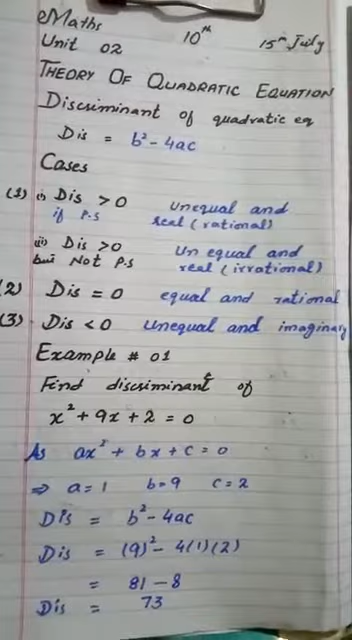 eMaths
Unit 02 10th 15th July
THEORY OF QUADRATIC EQUATION
Discriminant of quadratic eq
Dis = b² - 4ac
Cases
(1) i) Dis > 0 Unequal and
if P.S real (rational)
ii) Dis > 0 Un equal and
but Not P.S real (irrational)
(2) Dis = 0 equal and rational
(3) Dis < 0 Unequal and imaginary
Example # 01
Find discriminant of
x² + 9x + 2 = 0
As ax² + bx + c = 0
⇒ a = 1 b = 9 c = 2
Dis = b² - 4ac
Dis = (9)² - 4(1)(2)
= 81 - 8
Dis = 73